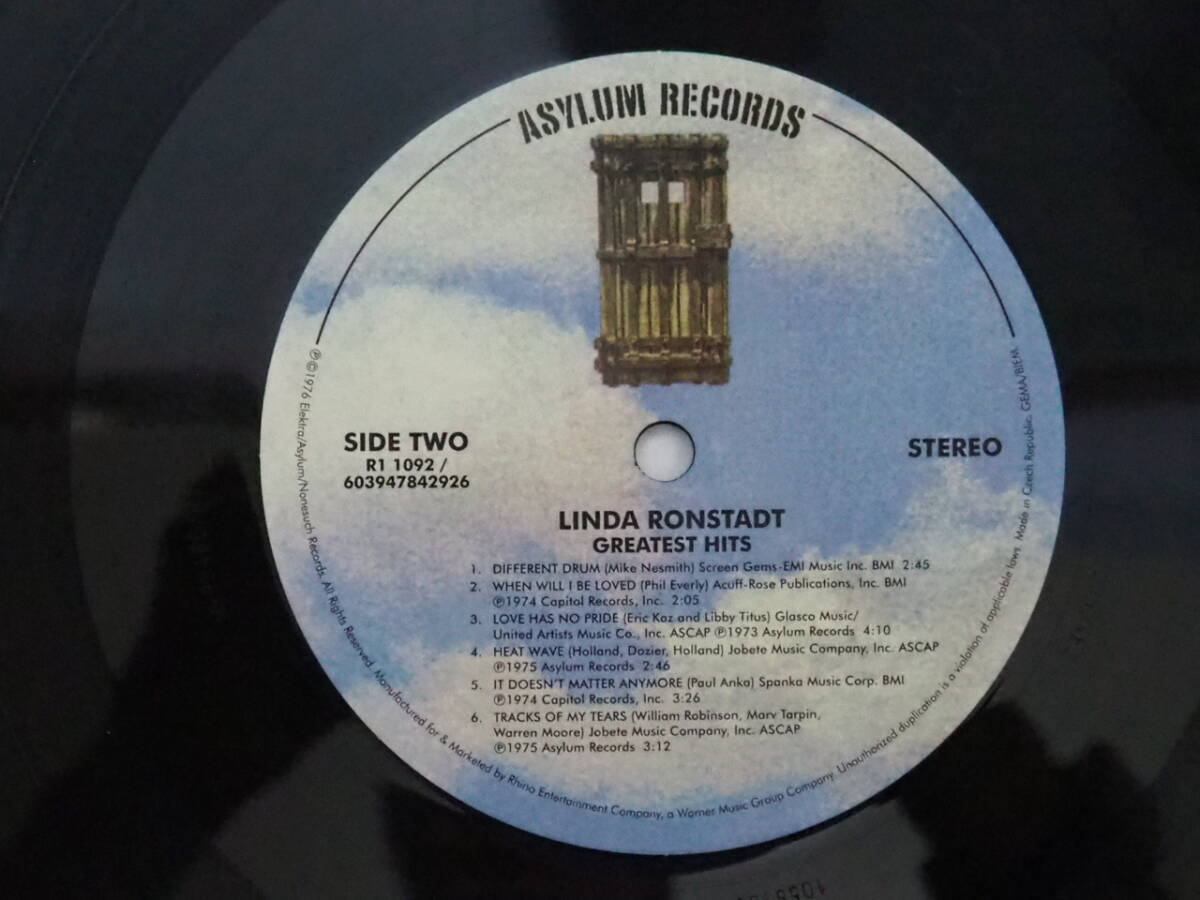 ASYLUM RECORDS
SIDE TWO
R1 1092 /
603947842926
STEREO
LINDA RONSTADT
GREATEST HITS
1. DIFFERENT DRUM (Mike Nesmith) Screen Gems-EMI Music Inc. BMI 2:45
2. WHEN WILL I BE LOVED (Phil Everly) Acuff-Rose Publications, Inc. BMI
℗1974 Capitol Records, Inc. 2:05
3. LOVE HAS NO PRIDE (Eric Kaz and Libby Titus) Glasco Music/
United Artists Music Co., Inc. ASCAP ℗1973 Asylum Records 4:10
4. HEAT WAVE (Holland, Dozier, Holland) Jobete Music Company, Inc. ASCAP
℗1975 Asylum Records 2:46
5. IT DOESN'T MATTER ANYMORE (Paul Anka) Spanka Music Corp. BMI
℗1974 Capitol Records, Inc. 3:26
6. TRACKS OF MY TEARS (William Robinson, Marv Tarpin,
Warren Moore) Jobete Music Company, Inc. ASCAP
℗1975 Asylum Records 3:12
℗©1976 Elektra/Asylum/Nonesuch Records. All Rights Reserved. Manufactured for & Marketed by Rhino Entertainment Company, a Warner Music Group Company. Unauthorized duplication is a violation of applicable laws. Made in Czech Republic. GEMA/BIEM